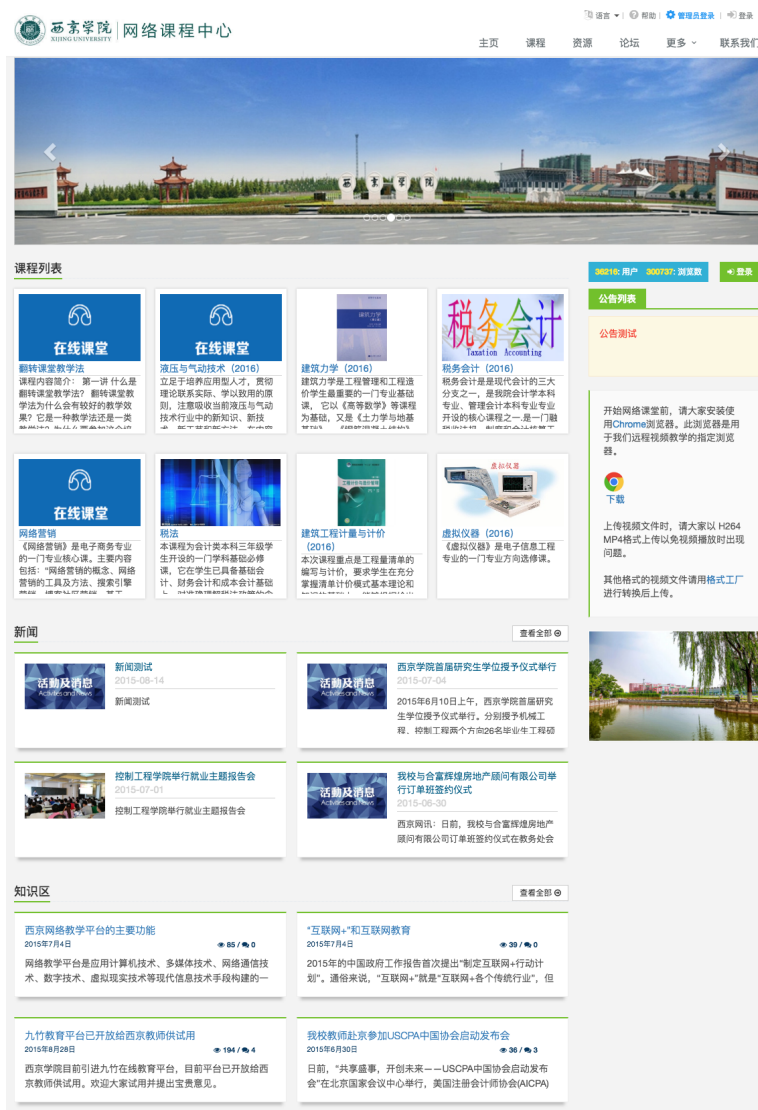 语言 | 帮助 | 管理员登录 | 登录
西京学院
XIJING UNIVERSITY
网络课程中心
主页 课程 资源 论坛 更多 联系我们
西京学院
课程列表
在线课堂
翻转课堂教学法
课程内容简介： 第一讲 什么是
翻转课堂教学法？ 翻转课堂教
学法为什么会有较好的教学效
果？它是一种教学法还是一类
在线课堂
液压与气动技术（2016）
立足于培养应用型人才，贯彻
理论联系实际、学以致用的原
则，注意吸收当前液压与气动
技术行业中的新知识、新技
建筑力学
建筑力学（2016）
建筑力学是工程管理和工程造
价学生最重要的一门专业基础
课， 它以《高等数学》等课程
为基础，又是《土力学与地基
税务会计
Taxation Accounting
税务会计（2016）
税务会计是是现代会计的三大
分支之一，是我院会计学本科
专业、管理会计本科专业专业
开设的核心课程之一.是一门融
在线课堂
网络营销
《网络营销》是电子商务专业
的一门专业核心课。主要内容
包括：“网络营销的概念、网络
营销的工具及方法、搜索引擎
税法
本课程为会计类本科三年级学
生开设的一门学科基础必修
课，它在学生已具备基础会
计、财务会计和成本会计基础
工程计价与造价管理
建筑工程计量与计价
（2016）
本次课程重点是工程量清单的
编写与计价，要求学生在充分
掌握清单计价模式基本理论和
虚拟仪器
虚拟仪器（2016）
《虚拟仪器》是电子信息工程
专业的一门专业方向选修课。
36216: 用户 300737: 浏览数
登录
公告列表
公告测试
开始网络课堂前，请大家安装使
用Chrome浏览器。此浏览器是用
于我们远程视频教学的指定浏览
器。
下载
上传视频文件时，请大家以 H264
MP4格式上传以免视频播放时出现
问题。
其他格式的视频文件请用格式工厂
进行转换后上传。
新闻
查看全部
活動及消息
Activities and News
新闻测试
2015-08-14
新闻测试
活動及消息
Activities and News
西京学院首届研究生学位授予仪式举行
2015-07-04
2015年6月10日上午，西京学院首届研究
生学位授予仪式举行。分别授予机械工
程、控制工程两个方向26名毕业生工程硕
控制工程学院举行就业主题报告会
2015-07-01
控制工程学院举行就业主题报告会
活動及消息
Activities and News
我校与合富辉煌房地产顾问有限公司举
行订单班签约仪式
2015-06-30
西京网讯：日前，我校与合富辉煌房地产
顾问有限公司订单班签约仪式在教务处会
知识区
查看全部
西京网络教学平台的主要功能
2015年7月4日 85 / 0
网络教学平台是应用计算机技术、多媒体技术、网络通信技
术、数字技术、虚拟现实技术等现代信息技术手段构建的一
“互联网+”和互联网教育
2015年7月4日 39 / 0
2015年的中国政府工作报告首次提出“制定互联网+行动计
划”。通俗来说，“互联网+”就是“互联网+各个传统行业”，但
九竹教育平台已开放给西京教师供试用
2015年8月28日 194 / 4
西京学院目前引进九竹在线教育平台，目前平台已开放给西
京教师供试用。欢迎大家试用并提出宝贵意见。
我校教师赴京参加USCPA中国协会启动发布会
2015年6月30日 36 / 3
日前，“共享盛事，开创未来——USCPA中国协会启动发布
会”在北京国家会议中心举行，美国注册会计师协会(AICPA)